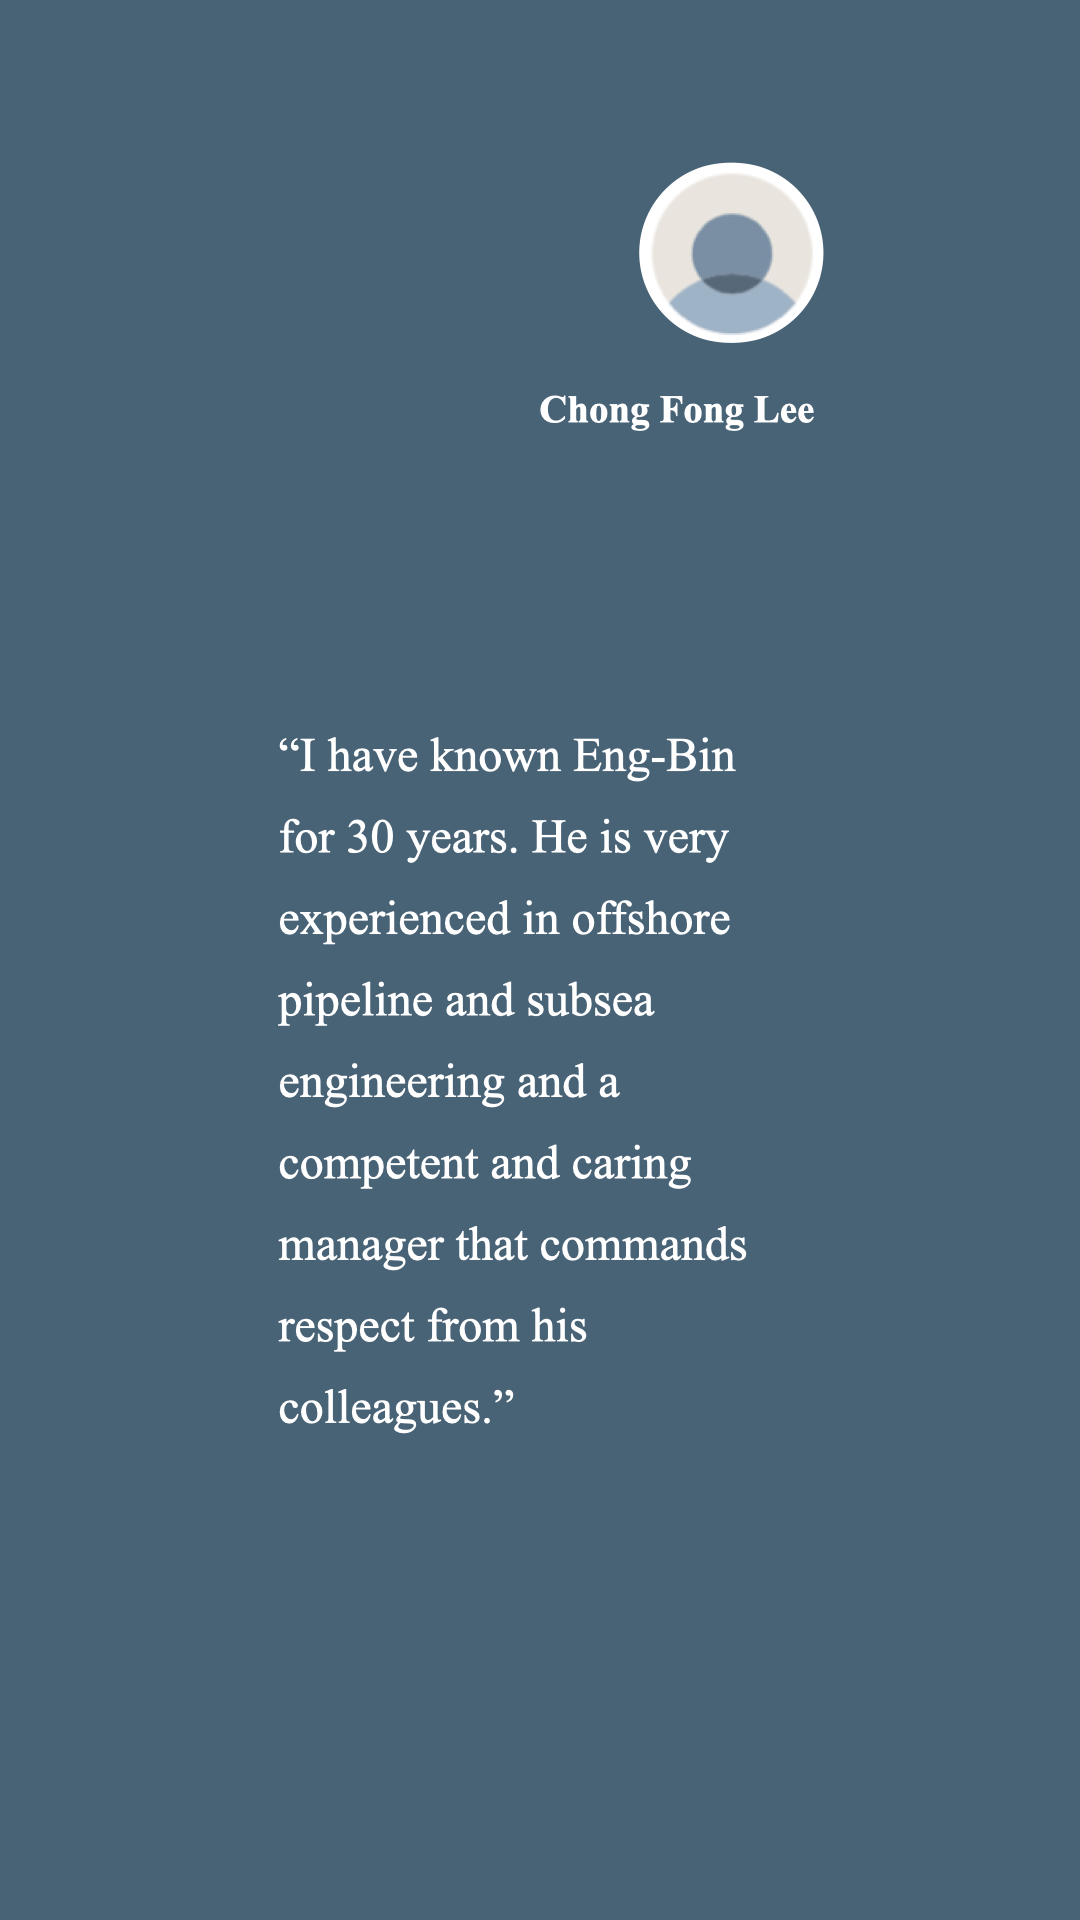 Chong Fong Lee
“I have known Eng-Bin
for 30 years. He is very
experienced in offshore
pipeline and subsea
engineering and a
competent and caring
manager that commands
respect from his
colleagues.”